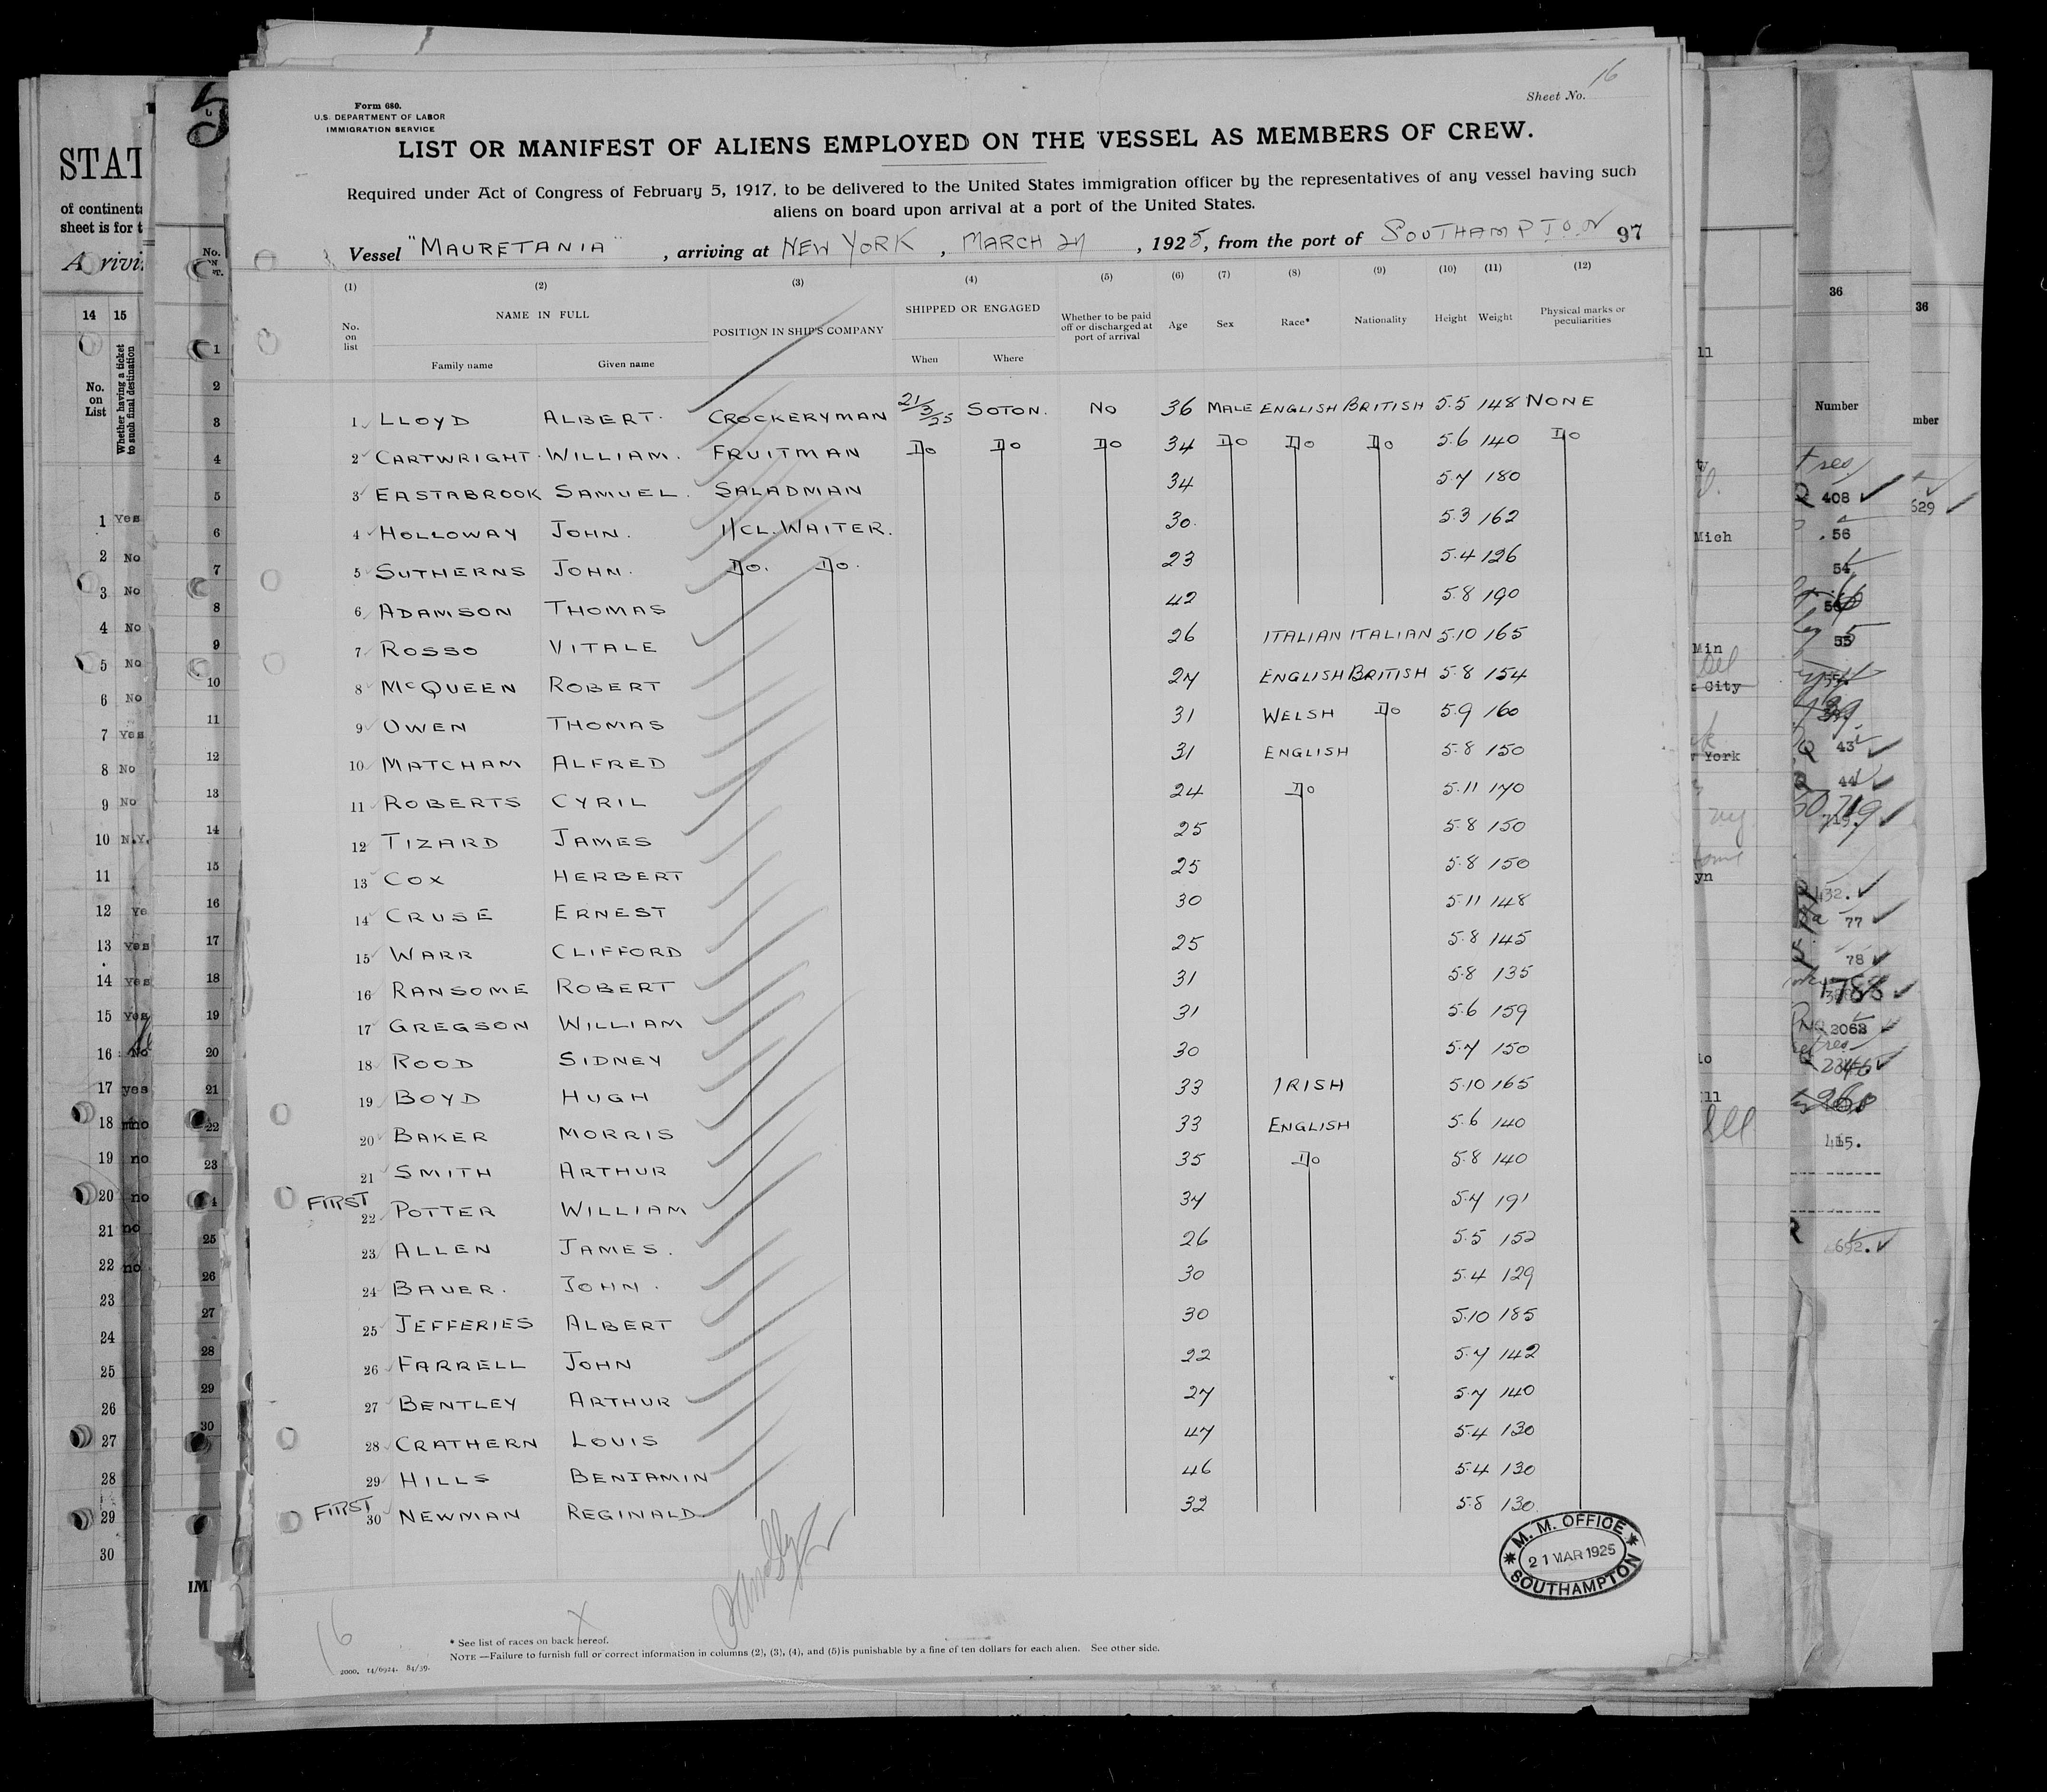 Form 680.
U.S. DEPARTMENT OF LABOR
IMMIGRATION SERVICE
Sheet No. 16
LIST OR MANIFEST OF ALIENS EMPLOYED ON THE VESSEL AS MEMBERS OF CREW.
Required under Act of Congress of February 5, 1917, to be delivered to the United States immigration officer by the representatives of any vessel having such
aliens on board upon arrival at a port of the United States.
Vessel "MAURETANIA", arriving at NEW YORK, MARCH 27, 1925, from the port of SOUTHAMPTON 97
(1) (2) (3) (4) (5) (6) (7) (8) (9) (10) (11) (12)
No. on list NAME IN FULL POSITION IN SHIP'S COMPANY SHIPPED OR ENGAGED Whether to be paid off or discharged at port of arrival Age Sex Race* Nationality Height Weight Physical marks or peculiarities
Family name Given name When Where
1 LLOYD ALBERT. CROCKERYMAN 21/3/25 SOTON. NO 36 MALE ENGLISH BRITISH 5.5 148 NONE
2 CARTWRIGHT. WILLIAM. FRUITMAN Do Do Do 34 Do Do Do 5.6 140 Do
3 EASTABROOK SAMUEL. SALADMAN 34 5.7 180
4 HOLLOWAY JOHN. 1/CL. WAITER. 30. 5.3 162
5 SUTHERNS JOHN. Do. Do. 23 5.4 126
6 ADAMSON THOMAS 42 5.8 190
7 ROSSO VITALE 26 ITALIAN ITALIAN 5.10 165
8 McQUEEN ROBERT 27 ENGLISH BRITISH 5.8 154
9 OWEN THOMAS 31 WELSH Do 5.9 160
10 MATCHAM ALFRED 31 ENGLISH 5.8 150
11 ROBERTS CYRIL 24 Do 5.11 170
12 TIZARD JAMES 25 5.8 150
13 COX HERBERT 25 5.8 150
14 CRUSE ERNEST 30 5.11 148
15 WARR CLIFFORD 25 5.8 145
16 RANSOME ROBERT 31 5.8 135
17 GREGSON WILLIAM 31 5.6 159
18 ROOD SIDNEY 30 5.7 150
19 BOYD HUGH 33 IRISH 5.10 165
20 BAKER MORRIS 33 ENGLISH 5.6 140
21 SMITH ARTHUR 35 Do 5.8 140
FIRST 22 POTTER WILLIAM 37 5.7 191
23 ALLEN JAMES. 26 5.5 152
24 BAUER. JOHN. 30 5.4 129
25 JEFFERIES ALBERT 30 5.10 185
26 FARRELL JOHN 22 5.7 142
27 BENTLEY ARTHUR 27 5.7 140
28 CRATHERN LOUIS 47 5.4 130
29 HILLS BENJAMIN 46 5.4 130
FIRST 30 NEWMAN REGINALD 32 5.8 130.
M. M. OFFICE
21 MAR 1925
SOUTHAMPTON
16
* See list of races on back hereof.
NOTE—Failure to furnish full or correct information in columns (2), (3), (4), and (5) is punishable by a fine of ten dollars for each alien. See other side.
2000. 14/6924. 84/39.